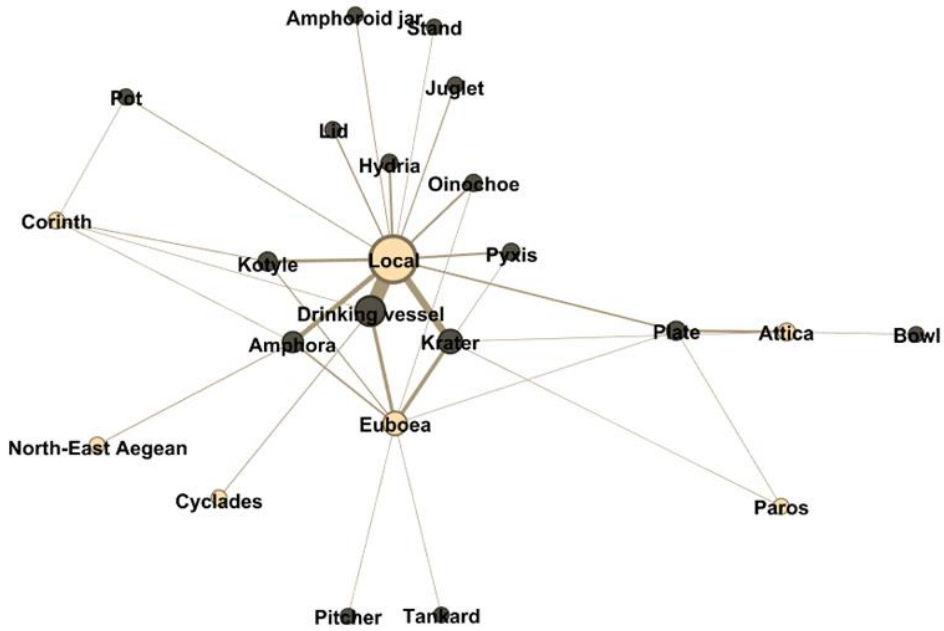 Amphoroid jar
Stand
Juglet
Pot
Lid
Hydria
Oinochoe
Corinth
Kotyle
Local
Pyxis
Drinking vessel
Amphora
Krater
Plate
Attica
Bowl
Euboea
North-East Aegean
Cyclades
Paros
Pitcher
Tankard